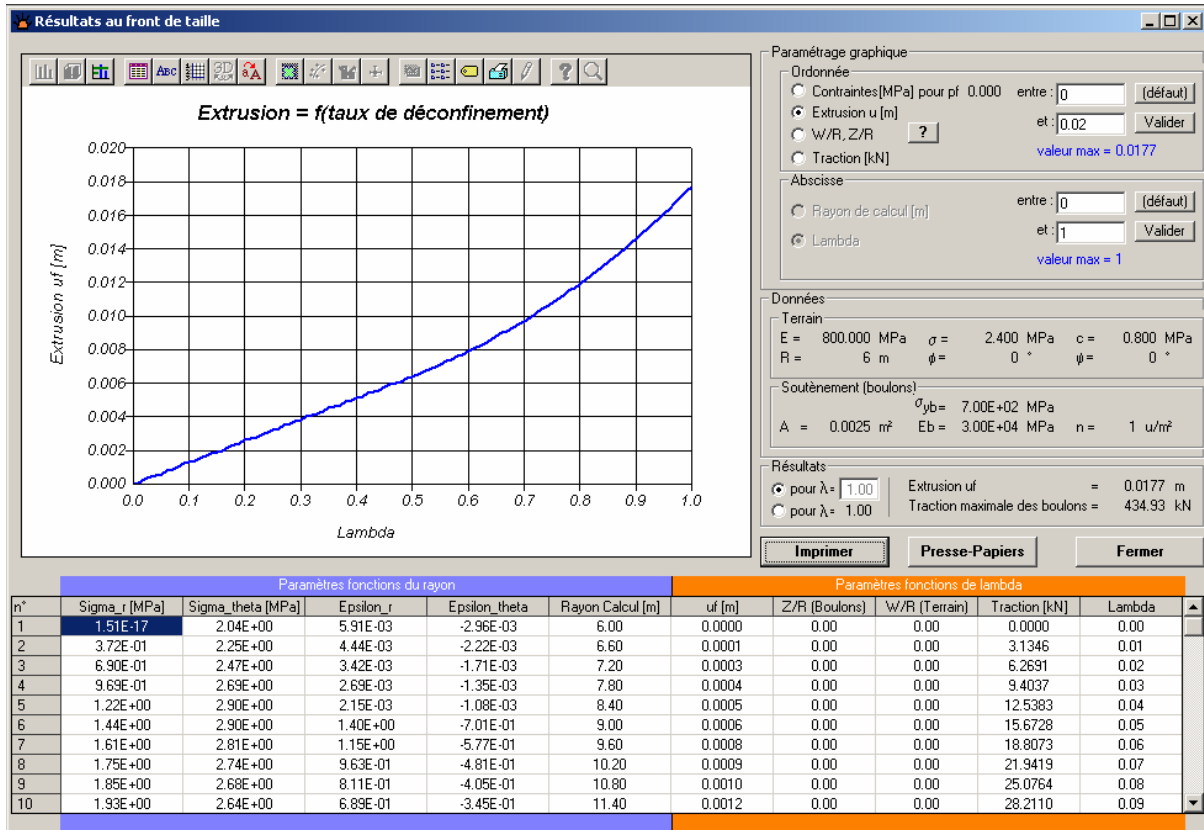 Résultats au front de taille
ABC 3D aA
Extrusion = f(taux de déconfinement)
Extrusion uf [m]
0.020
0.018
0.016
0.014
0.012
0.010
0.008
0.006
0.004
0.002
0.000
0.0 0.1 0.2 0.3 0.4 0.5 0.6 0.7 0.8 0.9 1.0
Lambda
Paramétrage graphique
Ordonnée
Contraintes[MPa] pour pf 0.000 entre : 0 (défaut)
Extrusion u [m] et : 0.02 Valider
W/R, Z/R ? valeur max = 0.0177
Traction [kN]
Abscisse
Rayon de calcul [m] entre : 0 (défaut)
Lambda et : 1 Valider
valeur max = 1
Données
Terrain
E = 800.000 MPa σ = 2.400 MPa c = 0.800 MPa
R = 6 m ϕ = 0 ° ψ = 0 °
Soutènement (boulons)
σyb= 7.00E+02 MPa
A = 0.0025 m² Eb = 3.00E+04 MPa n = 1 u/m²
Résultats
pour λ= 1.00 Extrusion uf = 0.0177 m
pour λ= 1.00 Traction maximale des boulons = 434.93 kN
Imprimer Presse-Papiers Fermer
Paramètres fonctions du rayon Paramètres fonctions de lambda
n° Sigma_r [MPa] Sigma_theta [MPa] Epsilon_r Epsilon_theta Rayon Calcul [m] uf [m] Z/R (Boulons) W/R (Terrain) Traction [kN] Lambda
1 1.51E-17 2.04E+00 5.91E-03 -2.96E-03 6.00 0.0000 0.00 0.00 0.0000 0.00
2 3.72E-01 2.25E+00 4.44E-03 -2.22E-03 6.60 0.0001 0.00 0.00 3.1346 0.01
3 6.90E-01 2.47E+00 3.42E-03 -1.71E-03 7.20 0.0003 0.00 0.00 6.2691 0.02
4 9.69E-01 2.69E+00 2.69E-03 -1.35E-03 7.80 0.0004 0.00 0.00 9.4037 0.03
5 1.22E+00 2.90E+00 2.15E-03 -1.08E-03 8.40 0.0005 0.00 0.00 12.5383 0.04
6 1.44E+00 2.90E+00 1.40E+00 -7.01E-01 9.00 0.0006 0.00 0.00 15.6728 0.05
7 1.61E+00 2.81E+00 1.15E+00 -5.77E-01 9.60 0.0008 0.00 0.00 18.8073 0.06
8 1.75E+00 2.74E+00 9.63E-01 -4.81E-01 10.20 0.0009 0.00 0.00 21.9419 0.07
9 1.85E+00 2.68E+00 8.11E-01 -4.05E-01 10.80 0.0010 0.00 0.00 25.0764 0.08
10 1.93E+00 2.64E+00 6.89E-01 -3.45E-01 11.40 0.0012 0.00 0.00 28.2110 0.09